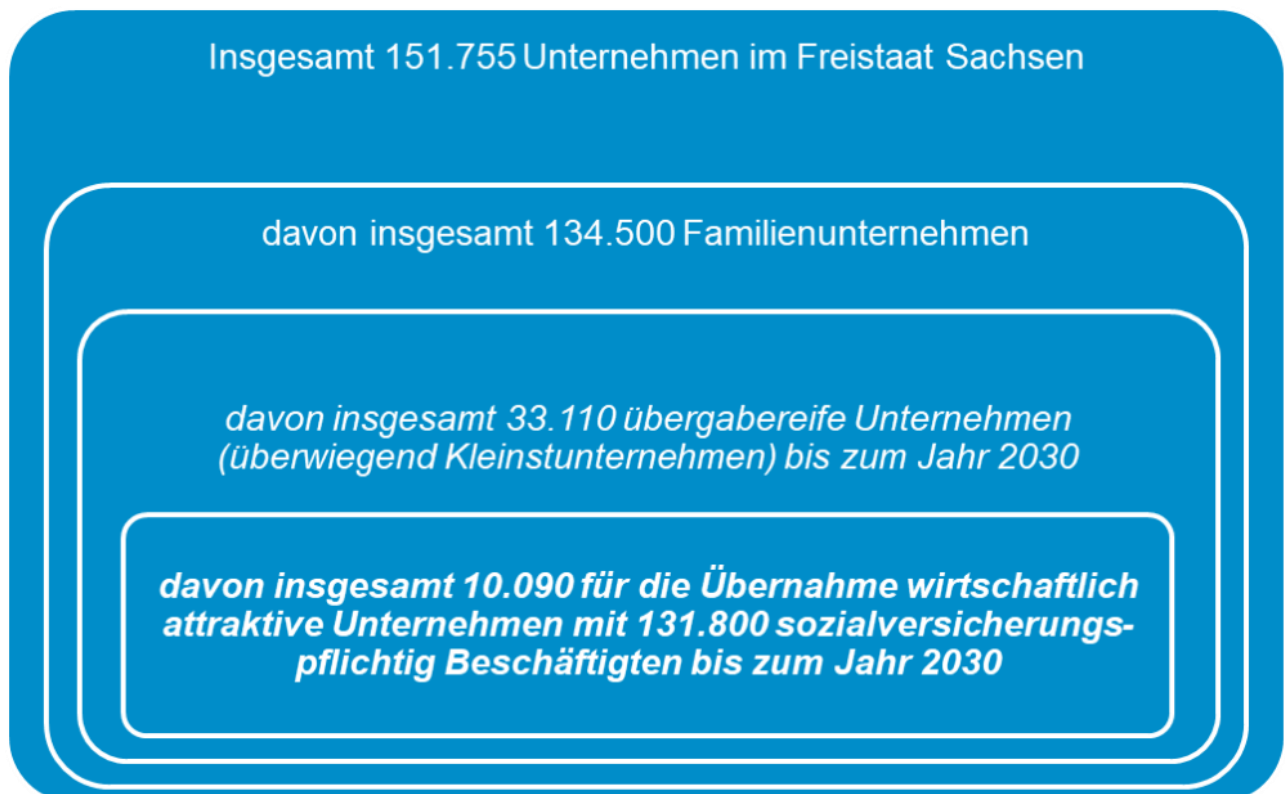 Insgesamt 151.755 Unternehmen im Freistaat Sachsen
davon insgesamt 134.500 Familienunternehmen
davon insgesamt 33.110 übergabereife Unternehmen
(überwiegend Kleinstunternehmen) bis zum Jahr 2030
davon insgesamt 10.090 für die Übernahme wirtschaftlich
attraktive Unternehmen mit 131.800 sozialversicherungs-
pflichtig Beschäftigten bis zum Jahr 2030